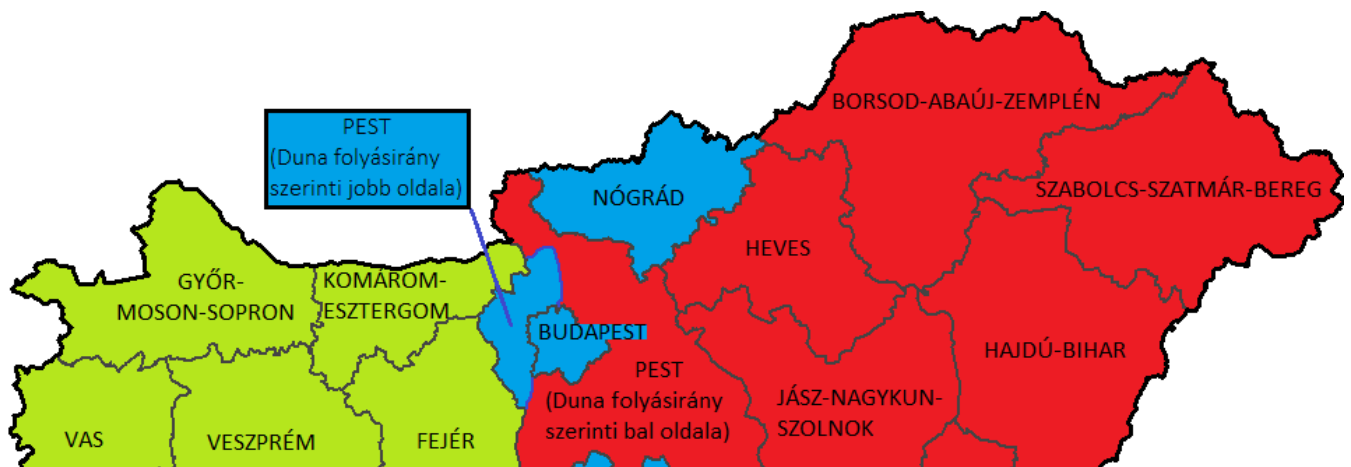 BORSOD-ABAÚJ-ZEMPLÉN
PEST
(Duna folyásirány
szerinti jobb oldala)
NÓGRÁD
SZABOLCS-SZATMÁR-BEREG
HEVES
GYŐR-
MOSON-SOPRON
KOMÁROM-
ESZTERGOM
BUDAPEST
HAJDÚ-BIHAR
PEST
(Duna folyásirány
szerinti bal oldala)
JÁSZ-NAGYKUN-
SZOLNOK
VAS
VESZPRÉM
FEJÉR